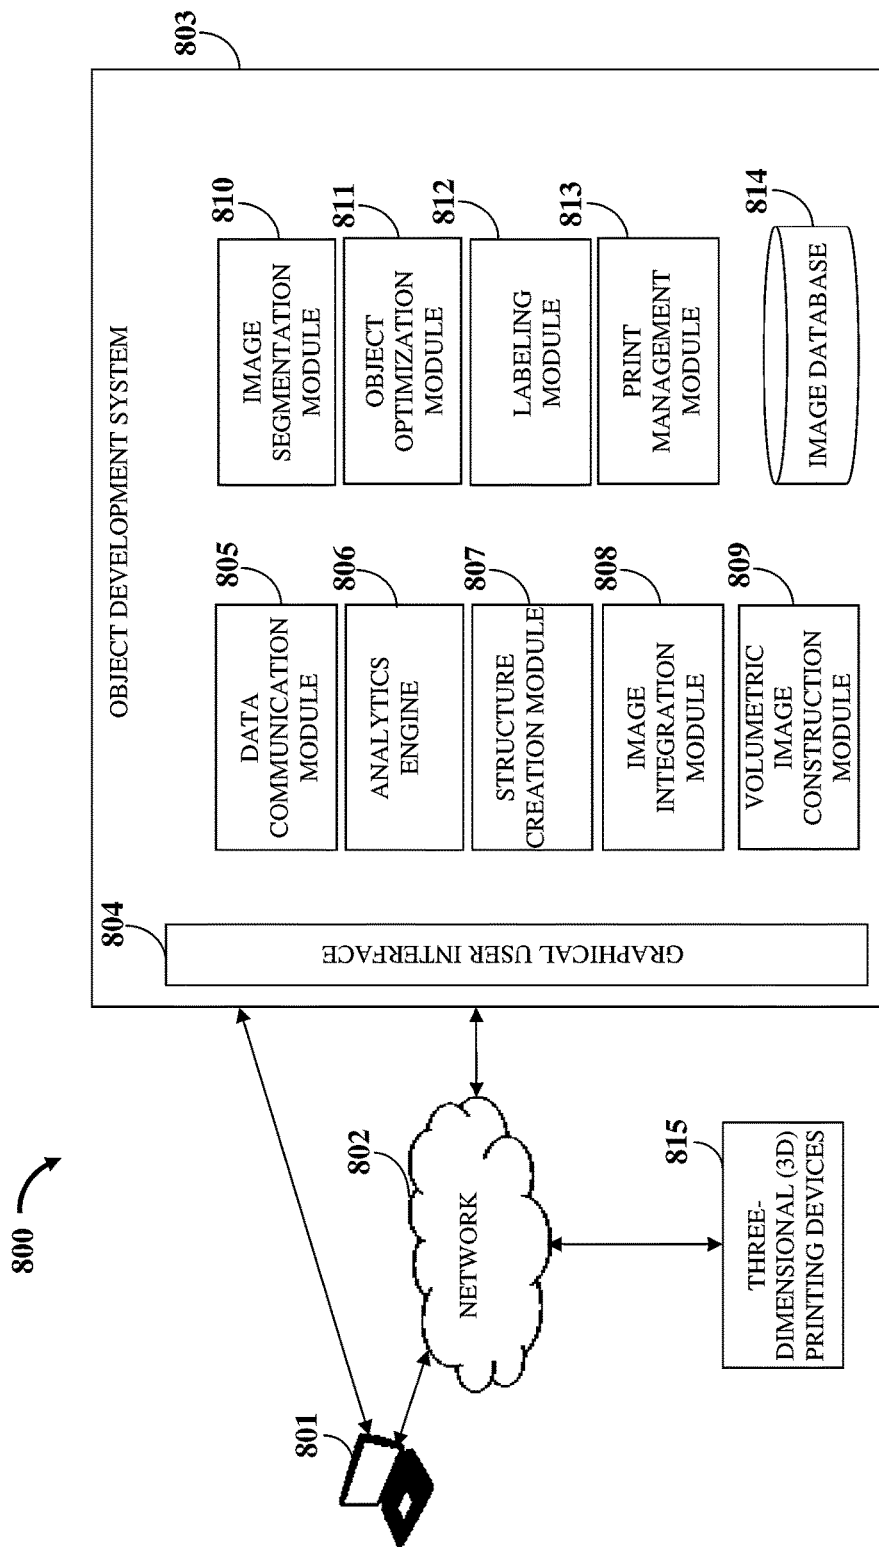 800
801
802
NETWORK
815
THREE-
DIMENSIONAL (3D)
PRINTING DEVICES
803
OBJECT DEVELOPMENT SYSTEM
804
GRAPHICAL USER INTERFACE
805
DATA
COMMUNICATION
MODULE
806
ANALYTICS
ENGINE
807
STRUCTURE
CREATION MODULE
808
IMAGE
INTEGRATION
MODULE
809
VOLUMETRIC
IMAGE
CONSTRUCTION
MODULE
810
IMAGE
SEGMENTATION
MODULE
811
OBJECT
OPTIMIZATION
MODULE
812
LABELING
MODULE
813
PRINT
MANAGEMENT
MODULE
814
IMAGE DATABASE